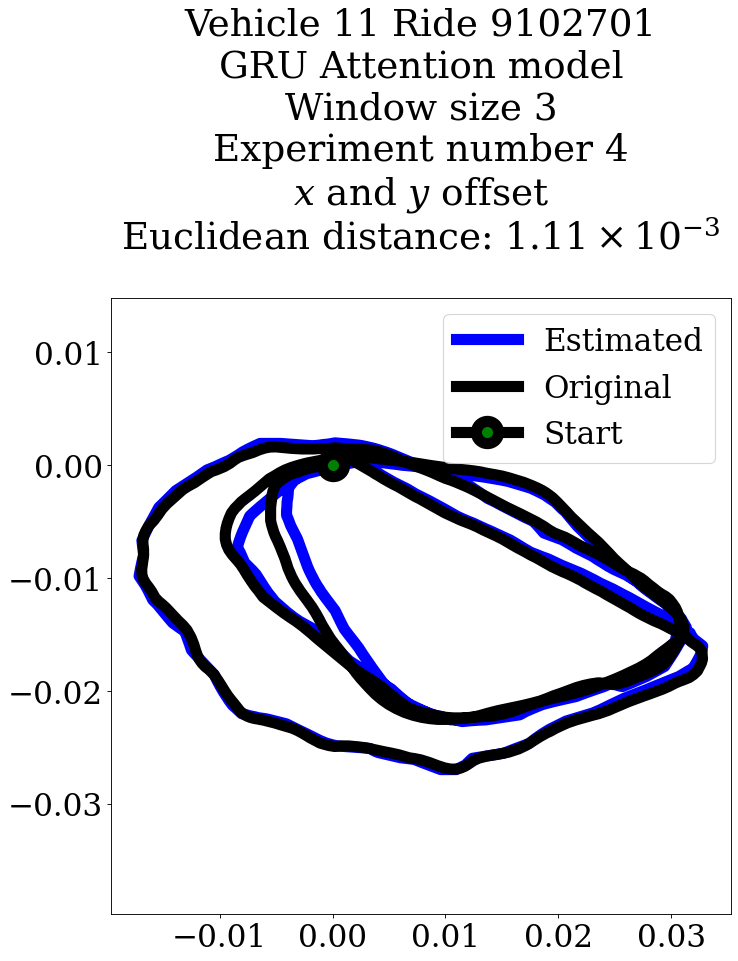 Vehicle 11 Ride 9102701
GRU Attention model
Window size 3
Experiment number 4
x and y offset
Euclidean distance: 1.11 × 10⁻³
Estimated
Original
Start
0.01
0.00
−0.01
−0.02
−0.03
−0.01 0.00 0.01 0.02 0.03